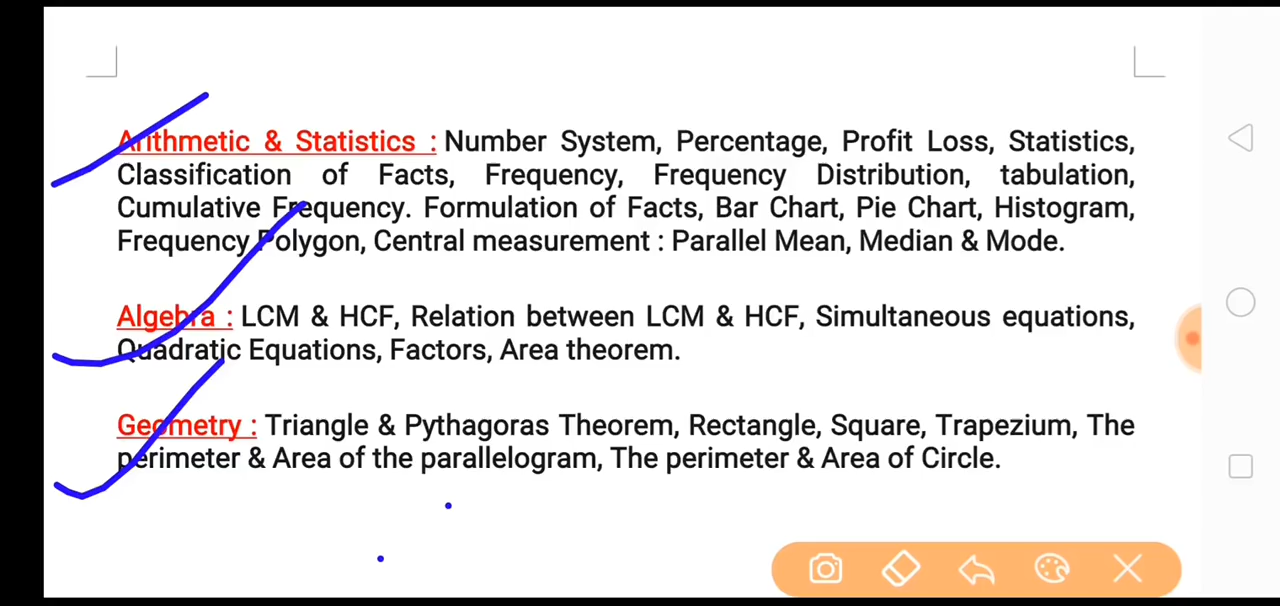 Arithmetic & Statistics : Number System, Percentage, Profit Loss, Statistics,
Classification of Facts, Frequency, Frequency Distribution, tabulation,
Cumulative Frequency. Formulation of Facts, Bar Chart, Pie Chart, Histogram,
Frequency Polygon, Central measurement : Parallel Mean, Median & Mode.
Algebra : LCM & HCF, Relation between LCM & HCF, Simultaneous equations,
Quadratic Equations, Factors, Area theorem.
Geometry : Triangle & Pythagoras Theorem, Rectangle, Square, Trapezium, The
perimeter & Area of the parallelogram, The perimeter & Area of Circle.